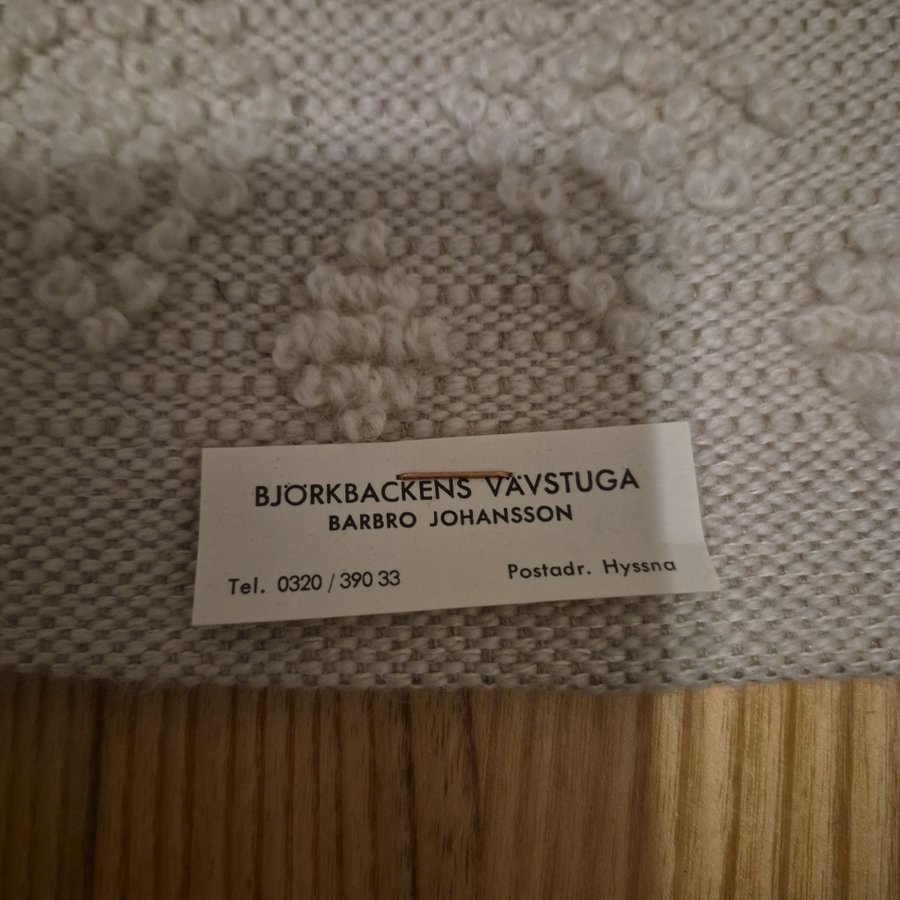 BJÖRKBACKENS VÄVSTUGA
BARBRO JOHANSSON
Tel. 0320 / 390 33 Postadr. Hyssna